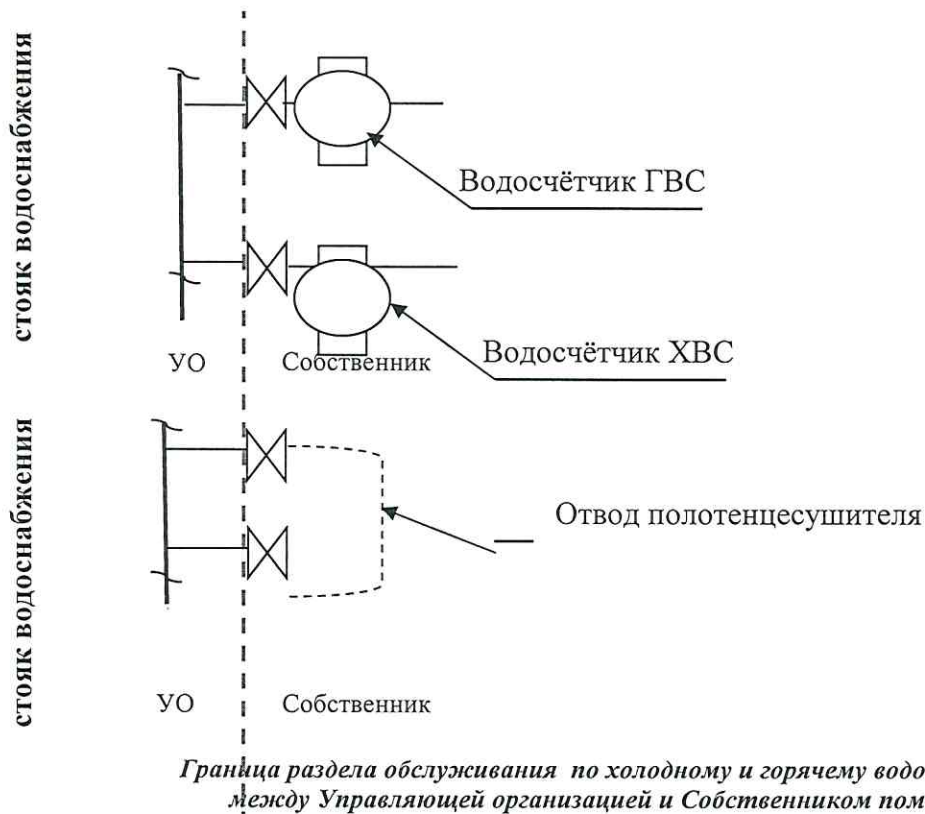 стояк водоснабжения
Водосчётчик ГВС
Водосчётчик ХВС
УО Собственник
стояк водоснабжения
Отвод полотенцесушителя
УО Собственник
Граница раздела обслуживания по холодному и горячему водо
между Управляющей организацией и Собственником пом